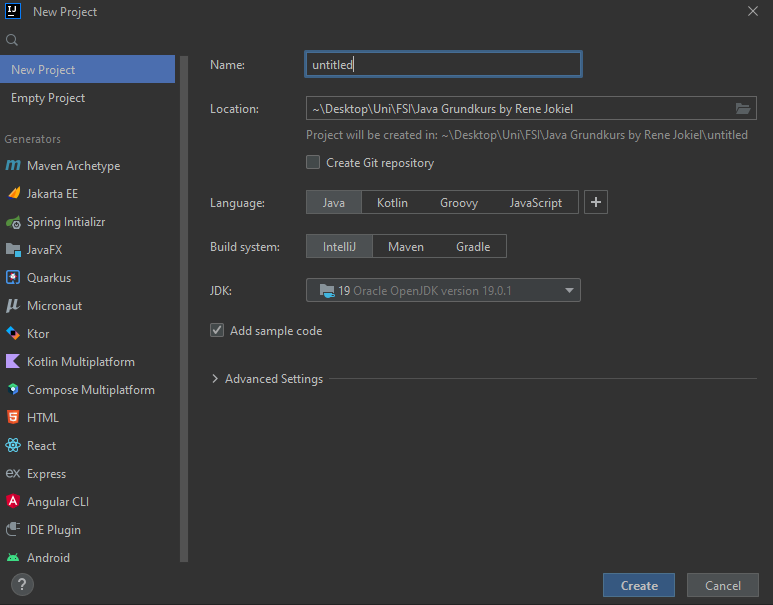 New Project
New Project
Empty Project
Generators
Maven Archetype
Jakarta EE
Spring Initializr
JavaFX
Quarkus
Micronaut
Ktor
Kotlin Multiplatform
Compose Multiplatform
HTML
React
Express
Angular CLI
IDE Plugin
Android
Name: untitled
Location: ~\Desktop\Uni\FSI\Java Grundkurs by Rene Jokiel
Project will be created in: ~\Desktop\Uni\FSI\Java Grundkurs by Rene Jokiel\untitled
Create Git repository
Language: Java Kotlin Groovy JavaScript +
Build system: IntelliJ Maven Gradle
JDK: 19 Oracle OpenJDK version 19.0.1
Add sample code
Advanced Settings
? Create Cancel